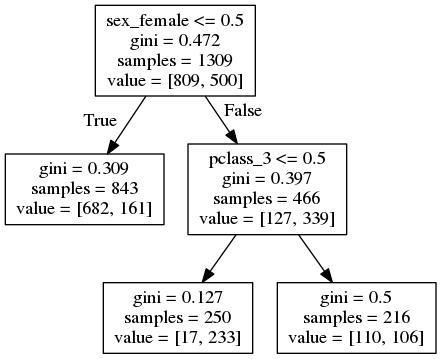 sex_female <= 0.5
gini = 0.472
samples = 1309
value = [809, 500]
True
False
gini = 0.309
samples = 843
value = [682, 161]
pclass_3 <= 0.5
gini = 0.397
samples = 466
value = [127, 339]
gini = 0.127
samples = 250
value = [17, 233]
gini = 0.5
samples = 216
value = [110, 106]